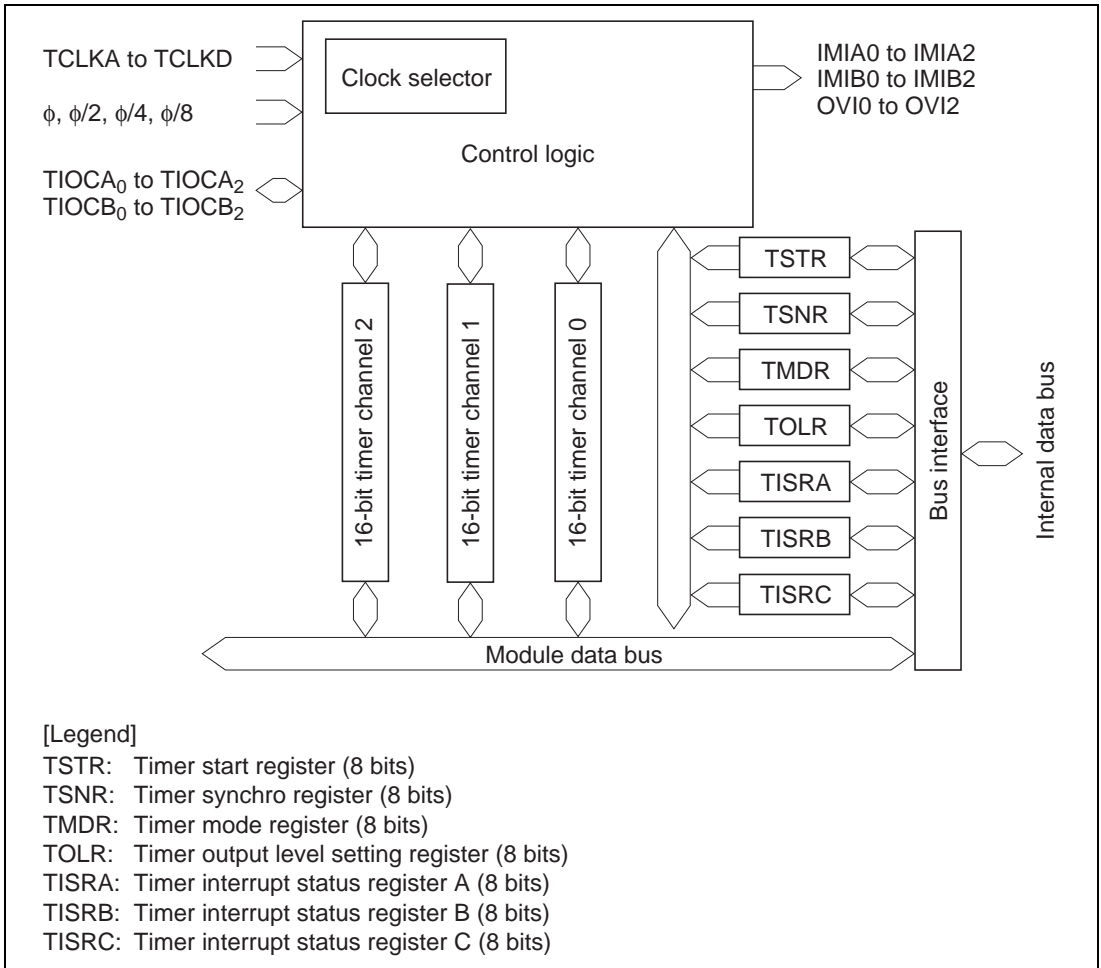 TCLKA to TCLKD
ϕ, ϕ/2, ϕ/4, ϕ/8
TIOCA0 to TIOCA2
TIOCB0 to TIOCB2
Clock selector
Control logic
IMIA0 to IMIA2
IMIB0 to IMIB2
OVI0 to OVI2
16-bit timer channel 2
16-bit timer channel 1
16-bit timer channel 0
TSTR
TSNR
TMDR
TOLR
TISRA
TISRB
TISRC
Bus interface
Internal data bus
Module data bus
[Legend]
TSTR: Timer start register (8 bits)
TSNR: Timer synchro register (8 bits)
TMDR: Timer mode register (8 bits)
TOLR: Timer output level setting register (8 bits)
TISRA: Timer interrupt status register A (8 bits)
TISRB: Timer interrupt status register B (8 bits)
TISRC: Timer interrupt status register C (8 bits)